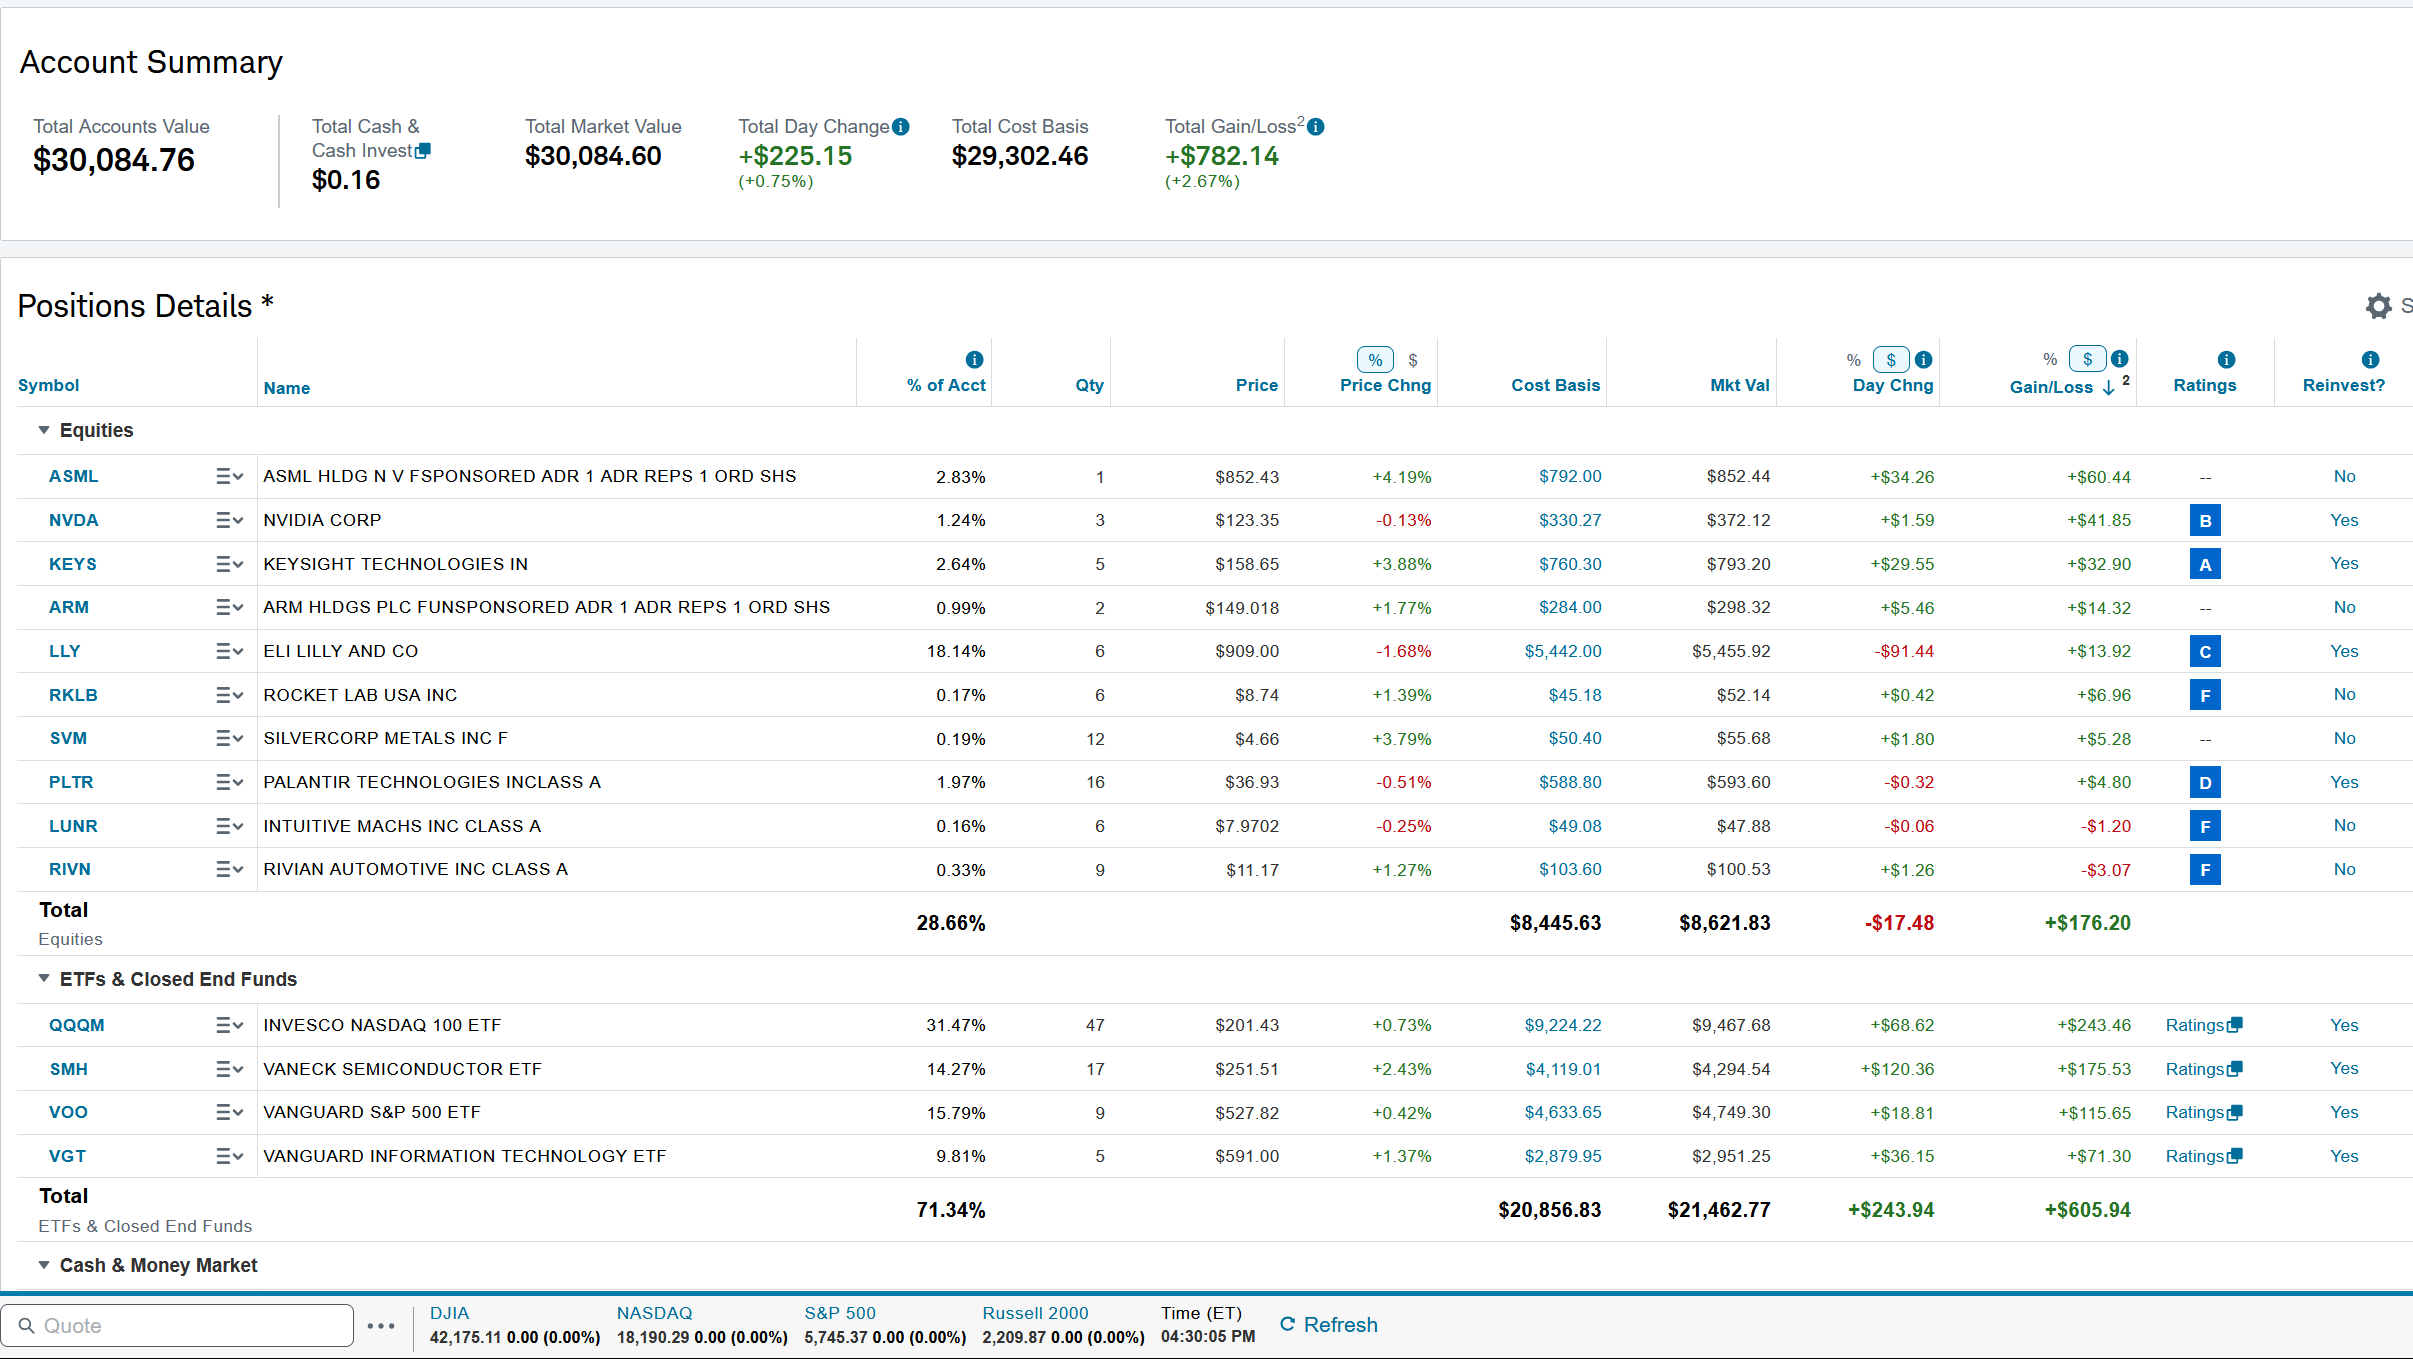 Account Summary
Total Accounts Value
$30,084.76
Total Cash &
Cash Invest
$0.16
Total Market Value
$30,084.60
Total Day Change
+$225.15
(+0.75%)
Total Cost Basis
$29,302.46
Total Gain/Loss2
+$782.14
(+2.67%)
Positions Details *
S
Symbol Name % of Acct Qty Price % $ Price Chng Cost Basis Mkt Val % $ Day Chng % $ Gain/Loss 2 Ratings Reinvest?
Equities
ASML ASML HLDG N V FSPONSORED ADR 1 ADR REPS 1 ORD SHS 2.83% 1 $852.43 +4.19% $792.00 $852.44 +$34.26 +$60.44 -- No
NVDA NVIDIA CORP 1.24% 3 $123.35 -0.13% $330.27 $372.12 +$1.59 +$41.85 B Yes
KEYS KEYSIGHT TECHNOLOGIES IN 2.64% 5 $158.65 +3.88% $760.30 $793.20 +$29.55 +$32.90 A Yes
ARM ARM HLDGS PLC FUNSPONSORED ADR 1 ADR REPS 1 ORD SHS 0.99% 2 $149.018 +1.77% $284.00 $298.32 +$5.46 +$14.32 -- No
LLY ELI LILLY AND CO 18.14% 6 $909.00 -1.68% $5,442.00 $5,455.92 -$91.44 +$13.92 C Yes
RKLB ROCKET LAB USA INC 0.17% 6 $8.74 +1.39% $45.18 $52.14 +$0.42 +$6.96 F No
SVM SILVERCORP METALS INC F 0.19% 12 $4.66 +3.79% $50.40 $55.68 +$1.80 +$5.28 -- No
PLTR PALANTIR TECHNOLOGIES INCLASS A 1.97% 16 $36.93 -0.51% $588.80 $593.60 -$0.32 +$4.80 D Yes
LUNR INTUITIVE MACHS INC CLASS A 0.16% 6 $7.9702 -0.25% $49.08 $47.88 -$0.06 -$1.20 F No
RIVN RIVIAN AUTOMOTIVE INC CLASS A 0.33% 9 $11.17 +1.27% $103.60 $100.53 +$1.26 -$3.07 F No
Total
Equities
28.66% $8,445.63 $8,621.83 -$17.48 +$176.20
ETFs & Closed End Funds
QQQM INVESCO NASDAQ 100 ETF 31.47% 47 $201.43 +0.73% $9,224.22 $9,467.68 +$68.62 +$243.46 Ratings Yes
SMH VANECK SEMICONDUCTOR ETF 14.27% 17 $251.51 +2.43% $4,119.01 $4,294.54 +$120.36 +$175.53 Ratings Yes
VOO VANGUARD S&P 500 ETF 15.79% 9 $527.82 +0.42% $4,633.65 $4,749.30 +$18.81 +$115.65 Ratings Yes
VGT VANGUARD INFORMATION TECHNOLOGY ETF 9.81% 5 $591.00 +1.37% $2,879.95 $2,951.25 +$36.15 +$71.30 Ratings Yes
Total
ETFs & Closed End Funds
71.34% $20,856.83 $21,462.77 +$243.94 +$605.94
Cash & Money Market
Quote
DJIA
42,175.11 0.00 (0.00%)
NASDAQ
18,190.29 0.00 (0.00%)
S&P 500
5,745.37 0.00 (0.00%)
Russell 2000
2,209.87 0.00 (0.00%)
Time (ET)
04:30:05 PM
Refresh